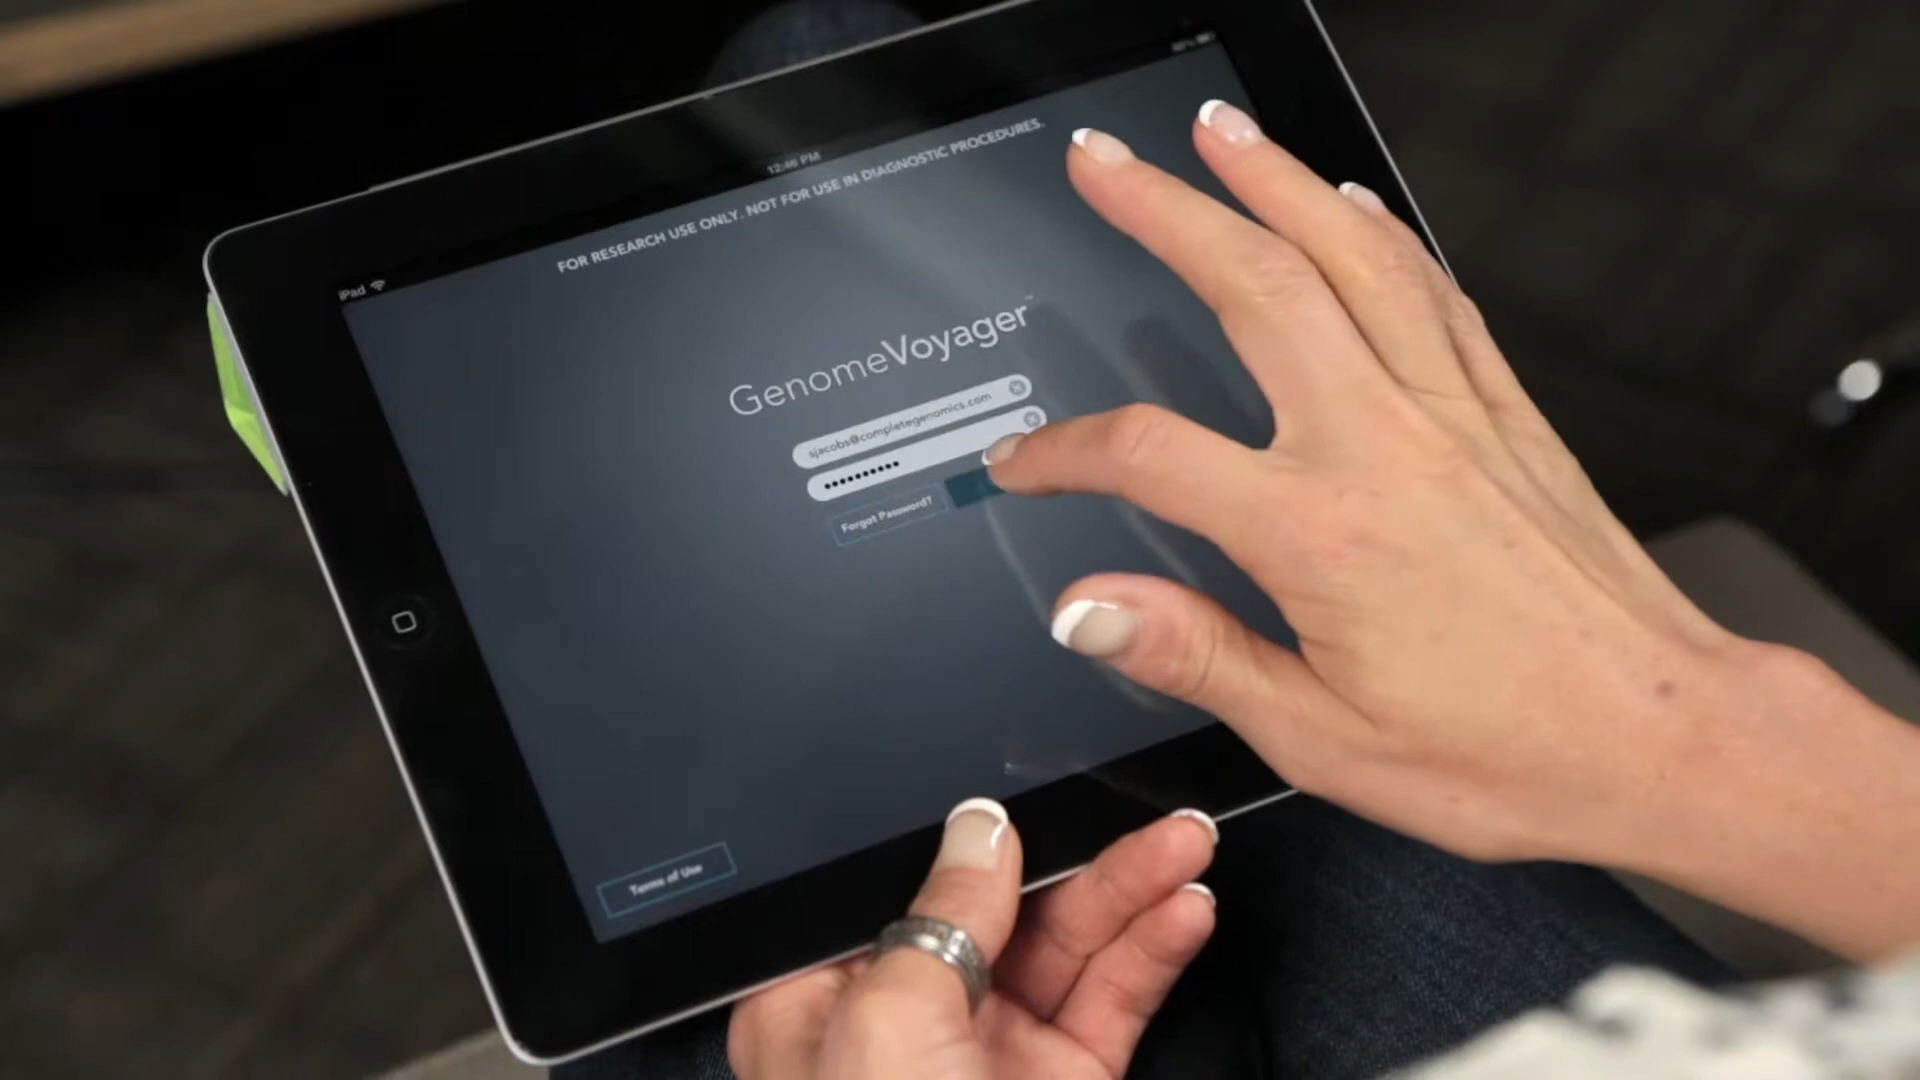 iPad
12:46 PM
FOR RESEARCH USE ONLY. NOT FOR USE IN DIAGNOSTIC PROCEDURES.
GenomeVoyager
sjacobs@completegenomics.com
Forgot Password?
Terms of Use